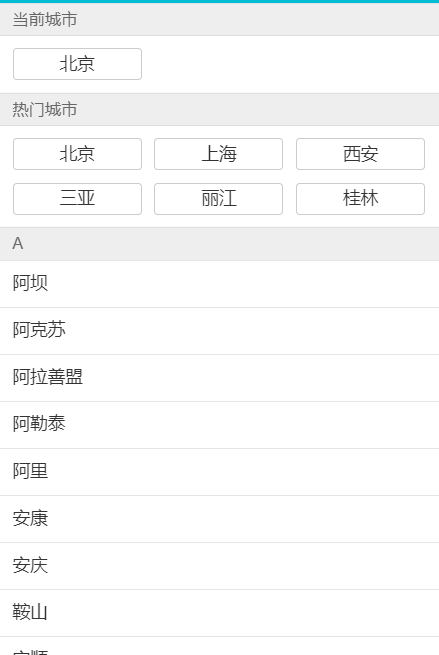 当前城市
北京
热门城市
北京 上海 西安
三亚 丽江 桂林
A
阿坝
阿克苏
阿拉善盟
阿勒泰
阿里
安康
安庆
鞍山